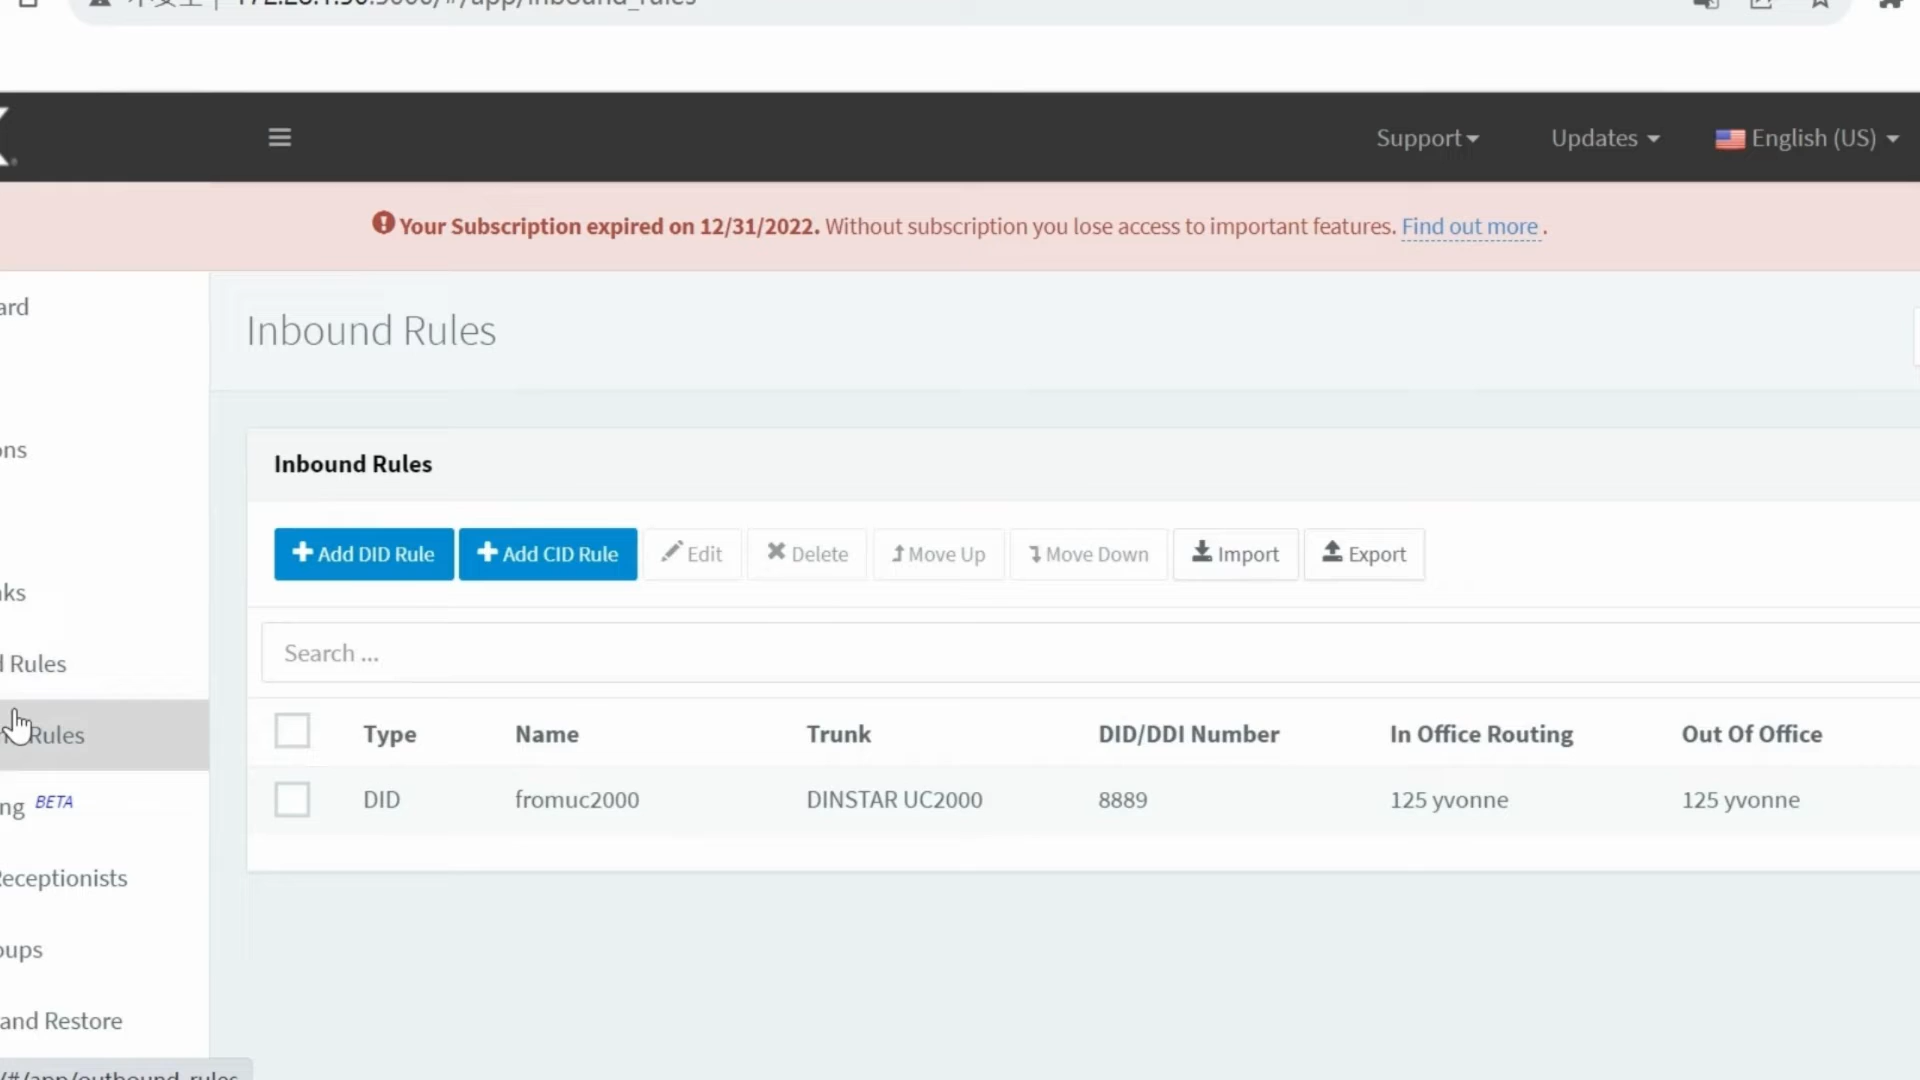 Support
Updates
English (US)
Your Subscription expired on 12/31/2022. Without subscription you lose access to important features. Find out more.
ard
Inbound Rules
ons
Inbound Rules
Add DID Rule
Add CID Rule
Edit
Delete
Move Up
Move Down
Import
Export
Rules
Search ...
Rules
Type Name Trunk DID/DDI Number In Office Routing Out Of Office
DID fromuc2000 DINSTAR UC2000 8889 125 yvonne 125 yvonne
ng BETA
Receptionists
oups
and Restore
/#/app/outbound_rules